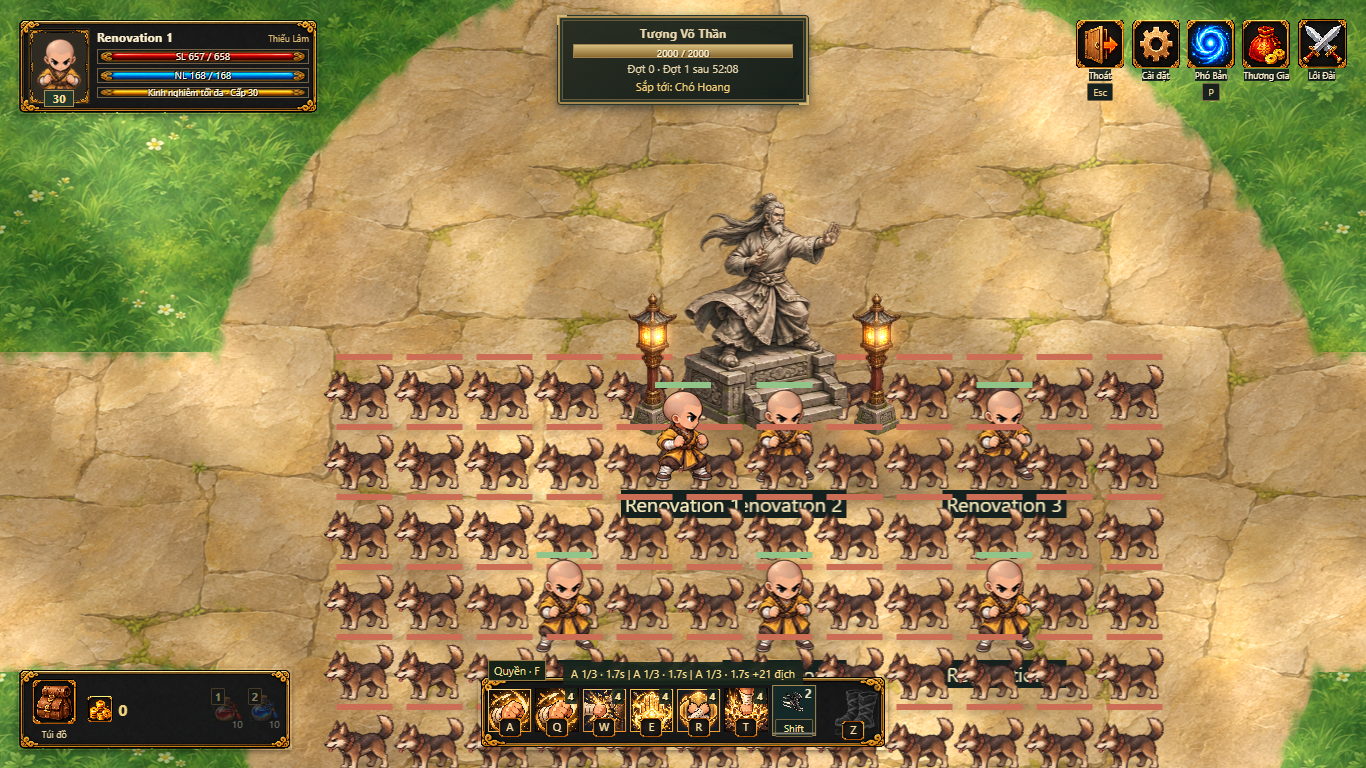 Renovation 1
Thiếu Lâm
SL 657 / 658
NL 168 / 168
Kinh nghiệm tối đa · Cấp 30
30
Tượng Võ Thần
2000 / 2000
Đợt 0 · Đợt 1 sau 52:08
Sắp tới: Chó Hoang
Thoát
Cài đặt
Phó Bản
Thương Gia
Lôi Đài
Esc
P
Renovation 1
enovation 2
Renovation 3
Quyền · F
A 1/3 · 1.7s | A 1/3 · 1.7s | A 1/3 · 1.7s +21 địch
4 4 4 4 4 2
A Q W E R T Shift Z
Túi đồ
0
1 2
10 10